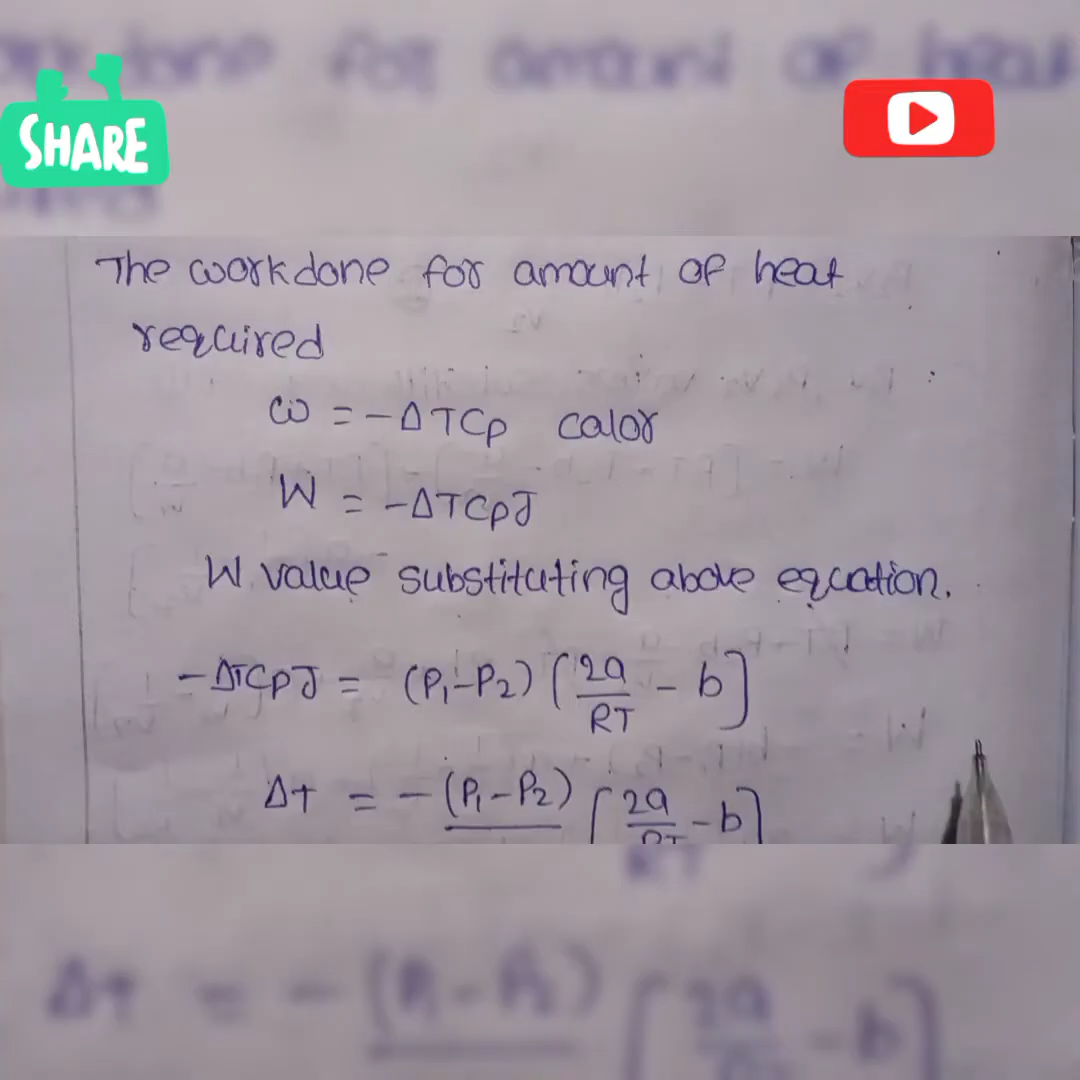 SHARE
The workdone for amount of heat
required
ω = -ΔTCp calor
W = -ΔTCpJ
W value substituting above equation.
-ΔTCpJ = (P₁-P₂) [2a/RT - b]
Δt = -(P₁-P₂) [2a/RT - b]